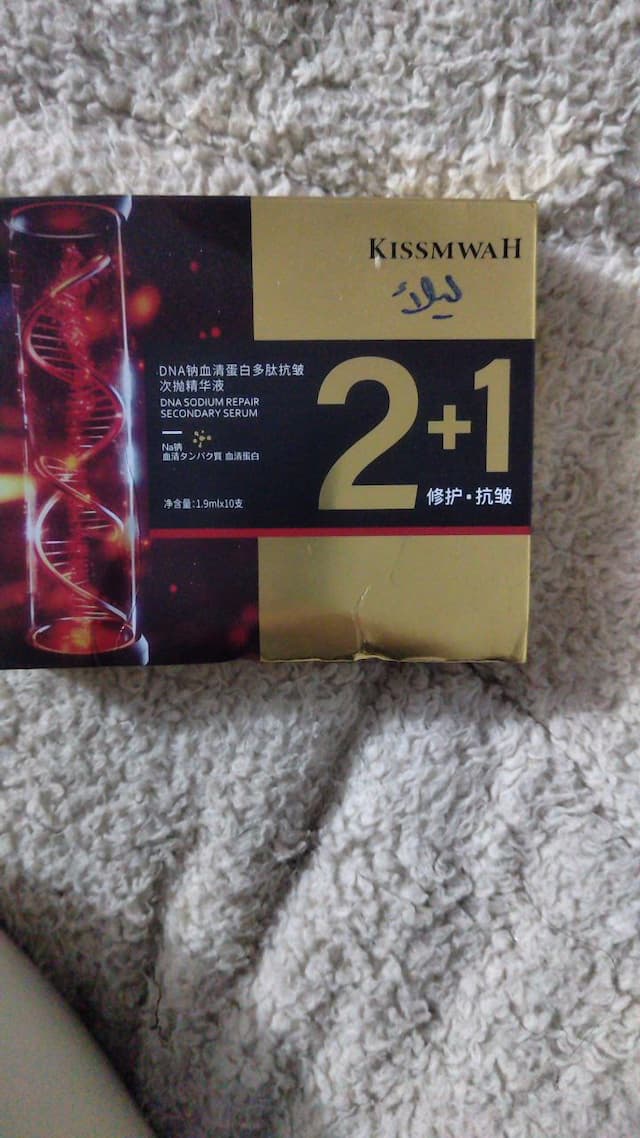 KISSMWAH
ليلاً
DNA钠血清蛋白多肽抗皱
次抛精华液
DNA SODIUM REPAIR
SECONDARY SERUM
Na钠
血清タンパク質 血清蛋白
净含量:1.9mlx10支
2+1
修护·抗皱